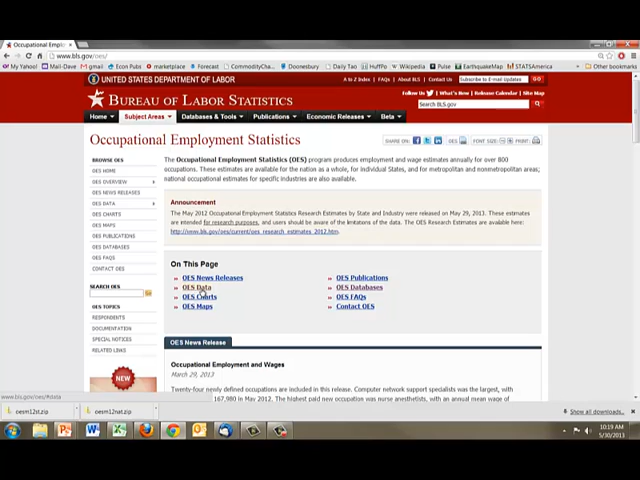 Occupational Emplo
www.bls.gov/oes/
My Yahoo! Mail-Dave gmail Econ Pubs marketplace Forecast CommodityChar... Doonesbury Daily Tao HuffPo Wikipedia Pulse EarthquakeMap STATSAmerica Other bookmarks
UNITED STATES DEPARTMENT OF LABOR
A to Z Index | FAQs | About BLS | Contact Us Subscribe to E-mail Updates GO
BUREAU OF LABOR STATISTICS
Follow Us | What's New | Release Calendar | Site Map
Search BLS.gov
Home Subject Areas Databases & Tools Publications Economic Releases Beta
Occupational Employment Statistics
SHARE ON: OES FONT SIZE: PRINT:
BROWSE OES
OES HOME
OES OVERVIEW
OES NEWS RELEASES
OES DATA
OES CHARTS
OES MAPS
OES PUBLICATIONS
OES DATABASES
OES FAQS
CONTACT OES
SEARCH OES
OES TOPICS
RESPONDENTS
DOCUMENTATION
SPECIAL NOTICES
RELATED LINKS
NEW
The Occupational Employment Statistics (OES) program produces employment and wage estimates annually for over 800
occupations. These estimates are available for the nation as a whole, for individual States, and for metropolitan and nonmetropolitan areas;
national occupational estimates for specific industries are also available.
Announcement
The May 2012 Occupational Employment Statistics Research Estimates by State and Industry were released on May 29, 2013. These estimates
are intended for research purposes, and users should be aware of the limitations of the data. The OES Research Estimates are available here:
http://www.bls.gov/oes/current/oes_research_estimates_2012.htm.
On This Page
» OES News Releases
» OES Data
» OES Charts
» OES Maps
» OES Publications
» OES Databases
» OES FAQs
» Contact OES
OES News Release
Occupational Employment and Wages
March 29, 2013
Twenty-four newly defined occupations are included in this release. Computer network support specialists was the largest, with
167,980 in May 2012. The highest paid new occupation was nurse anesthetists, with an annual mean wage of
www.bls.gov/oes/#data
oesm12st.zip oesm12nat.zip Show all downloads...
10:19 AM
5/30/2013